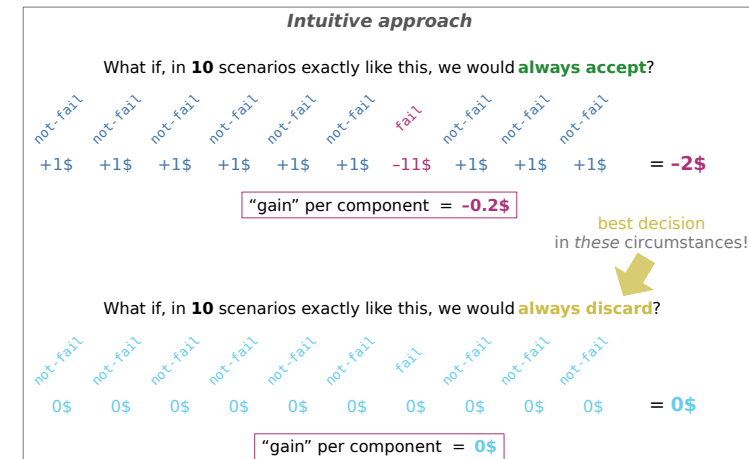 Intuitive approach
What if, in 10 scenarios exactly like this, we would always accept?
not-fail not-fail not-fail not-fail not-fail not-fail fail not-fail not-fail not-fail
+1$ +1$ +1$ +1$ +1$ +1$ –11$ +1$ +1$ +1$ = –2$
“gain” per component = –0.2$
best decision
in these circumstances!
What if, in 10 scenarios exactly like this, we would always discard?
not-fail not-fail not-fail not-fail not-fail not-fail fail not-fail not-fail not-fail
0$ 0$ 0$ 0$ 0$ 0$ 0$ 0$ 0$ 0$ = 0$
“gain” per component = 0$